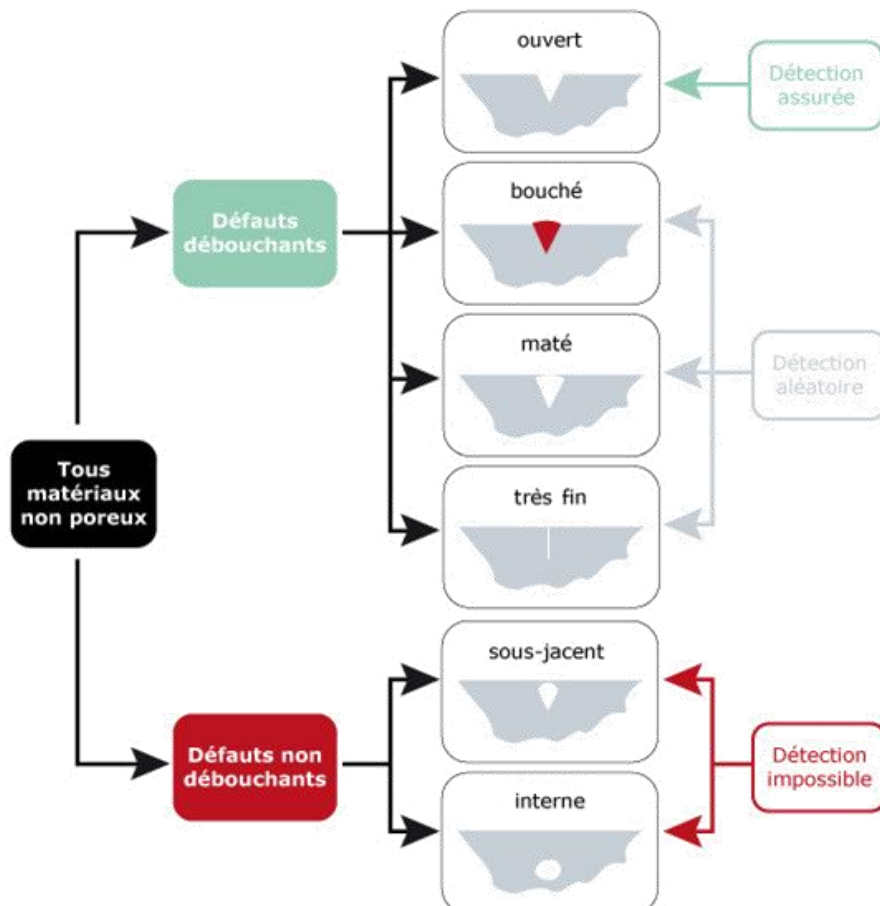 ouvert
Détection
assurée
bouché
Défauts
débouchants
maté
Détection
aléatoire
Tous
matériaux
non poreux
très fin
sous-jacent
Défauts non
débouchants
Détection
impossible
interne